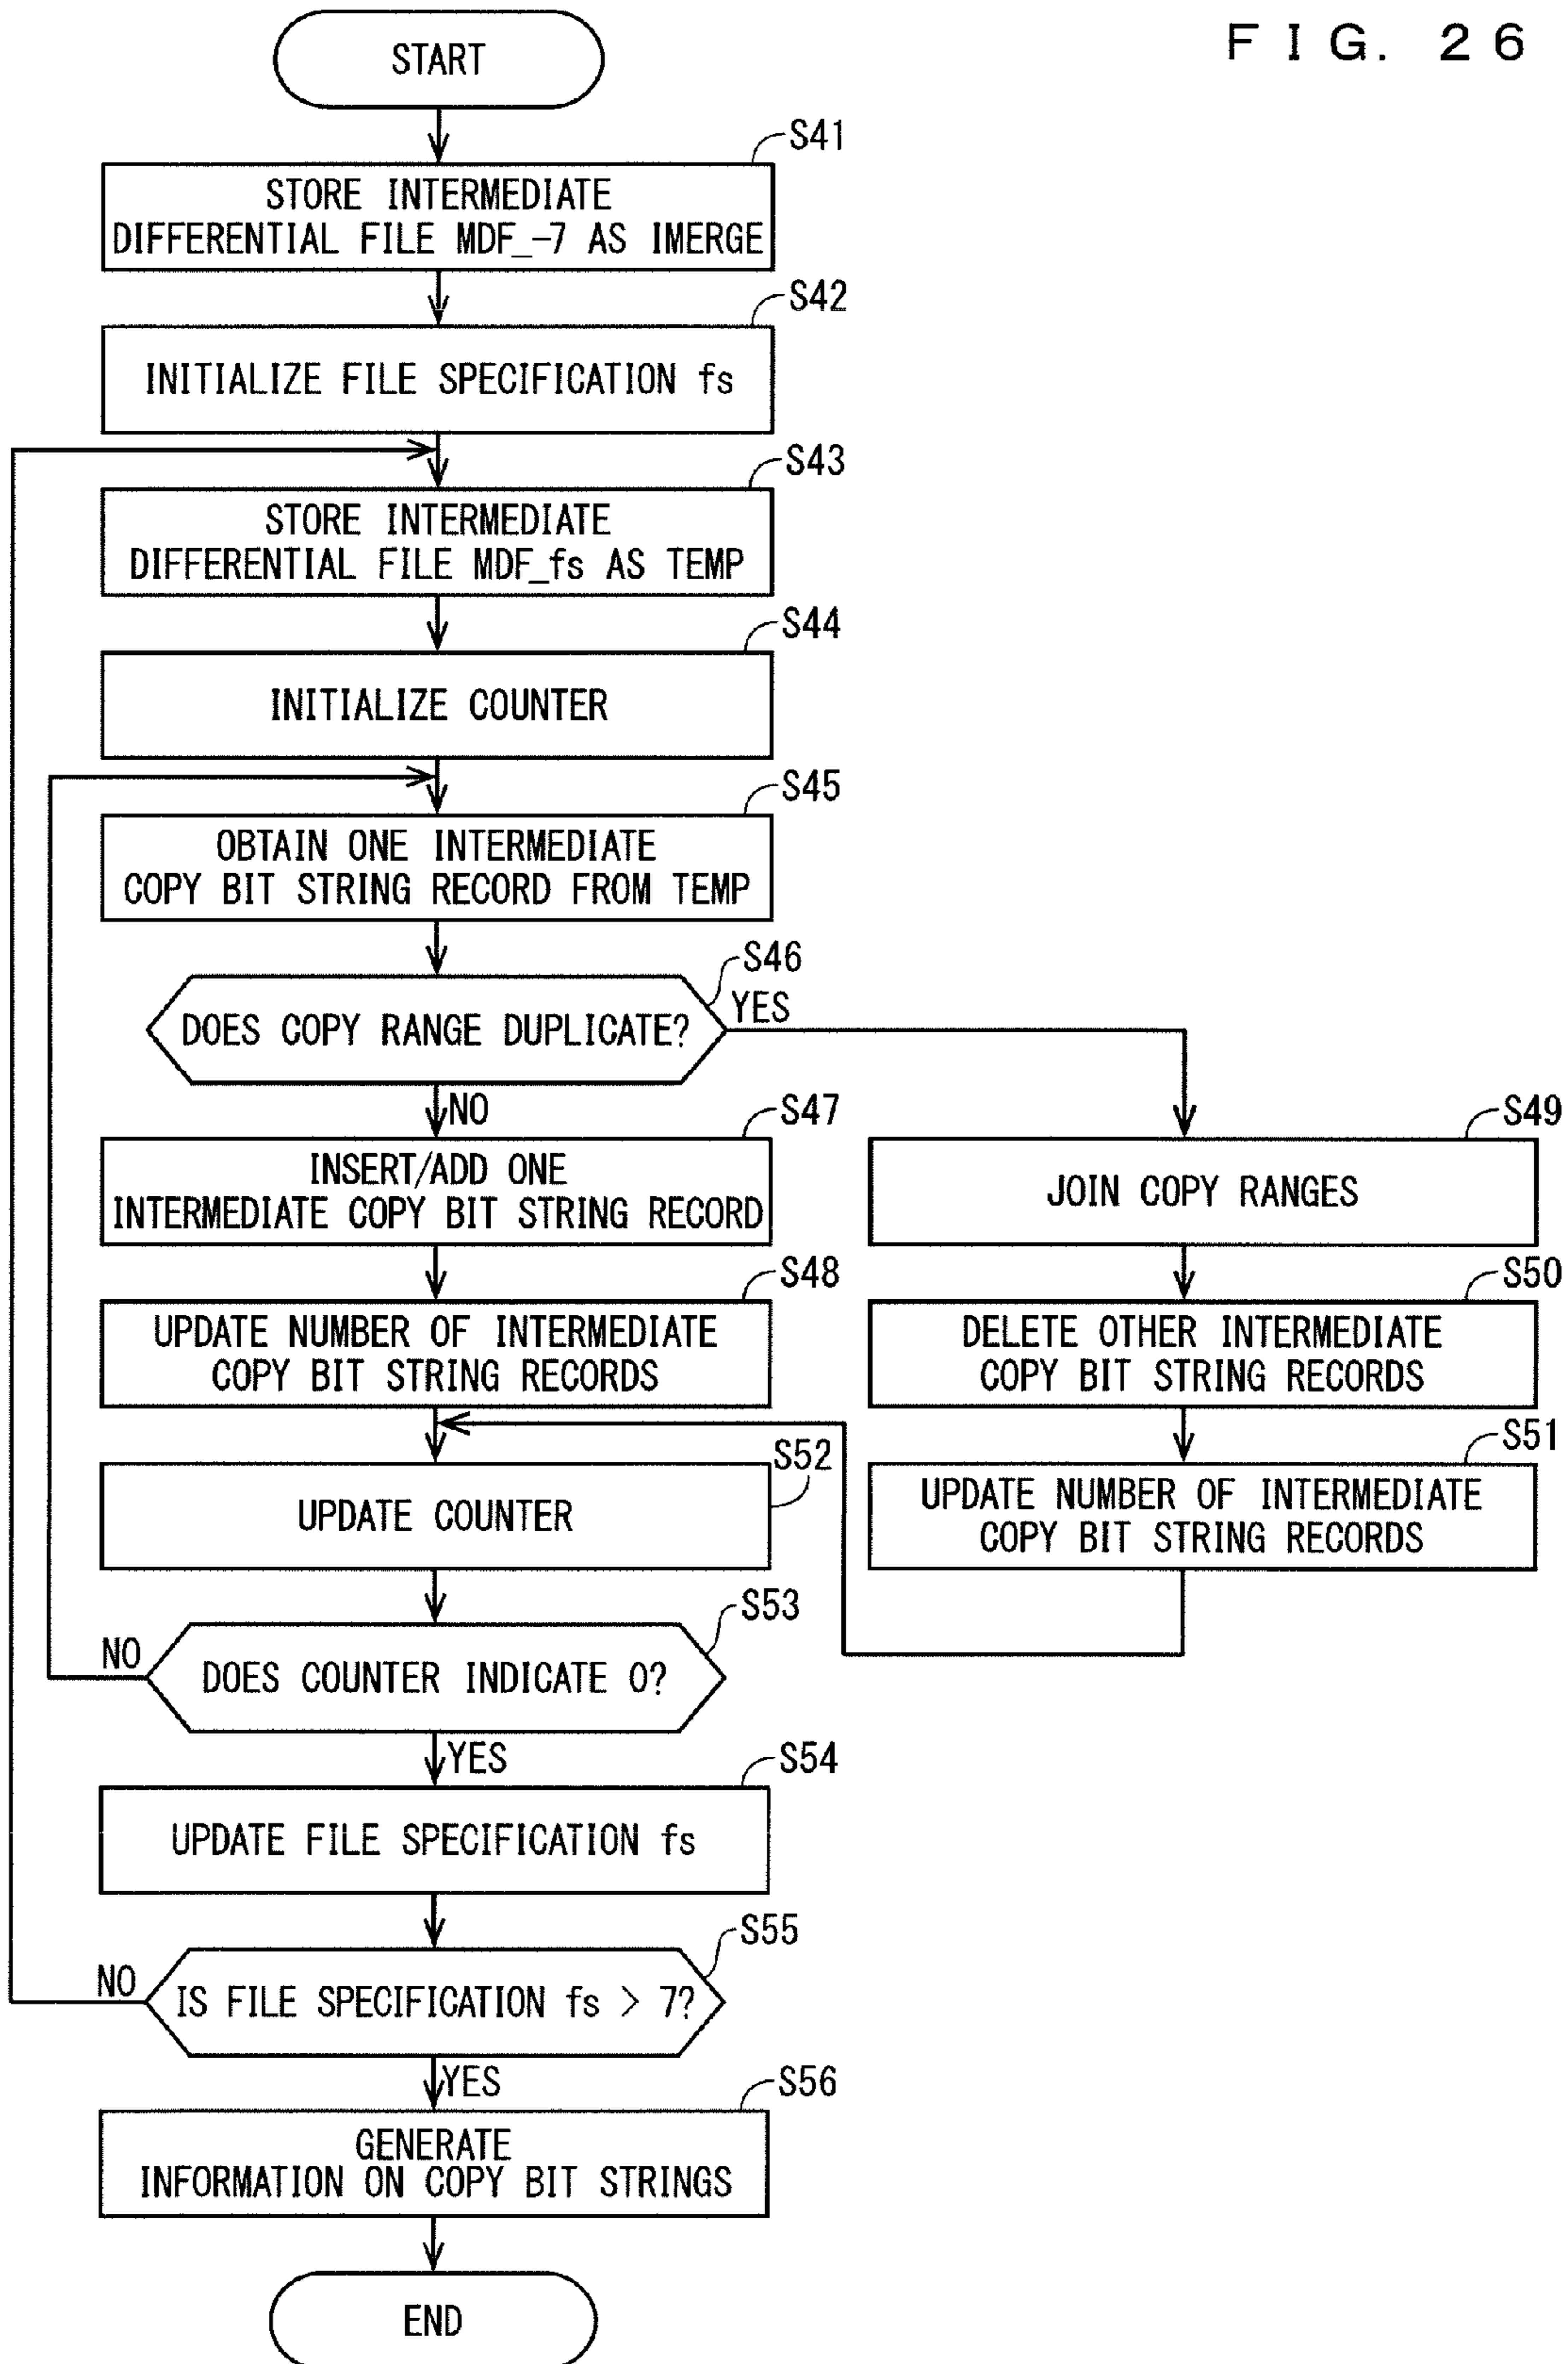 FIG. 26
START
S41
STORE INTERMEDIATE
DIFFERENTIAL FILE MDF_-7 AS IMERGE
S42
INITIALIZE FILE SPECIFICATION fs
S43
STORE INTERMEDIATE
DIFFERENTIAL FILE MDF_fs AS TEMP
S44
INITIALIZE COUNTER
S45
OBTAIN ONE INTERMEDIATE
COPY BIT STRING RECORD FROM TEMP
S46
DOES COPY RANGE DUPLICATE?
YES
NO
S47
INSERT/ADD ONE
INTERMEDIATE COPY BIT STRING RECORD
S49
JOIN COPY RANGES
S48
UPDATE NUMBER OF INTERMEDIATE
COPY BIT STRING RECORDS
S50
DELETE OTHER INTERMEDIATE
COPY BIT STRING RECORDS
S52
UPDATE COUNTER
S51
UPDATE NUMBER OF INTERMEDIATE
COPY BIT STRING RECORDS
S53
NO
DOES COUNTER INDICATE 0?
YES
S54
UPDATE FILE SPECIFICATION fs
S55
NO
IS FILE SPECIFICATION fs > 7?
YES
S56
GENERATE
INFORMATION ON COPY BIT STRINGS
END